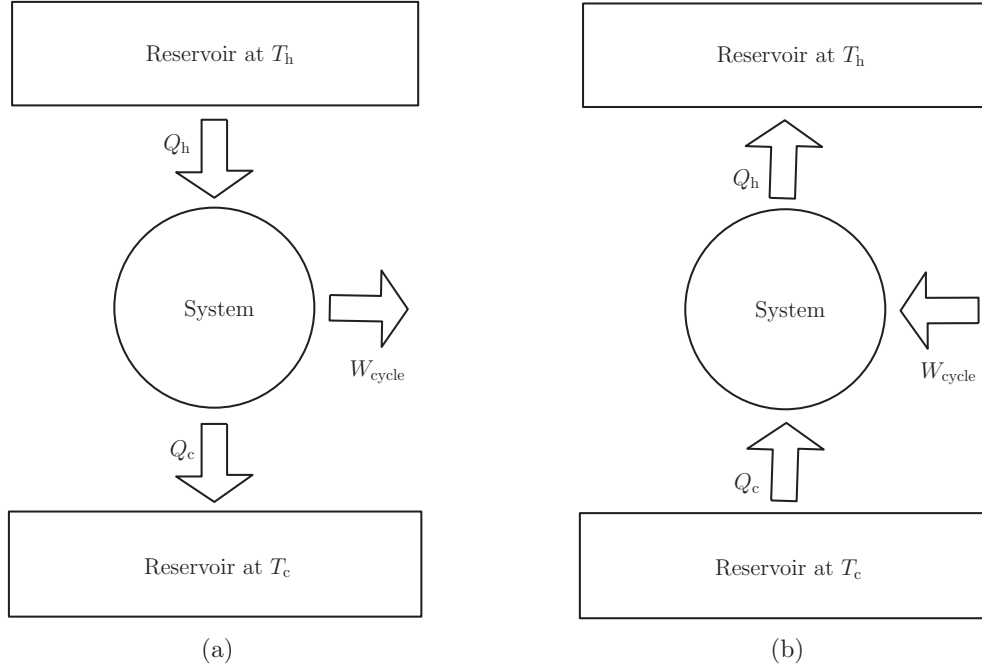 Reservoir at T_h
Q_h
System
W_cycle
Q_c
Reservoir at T_c
(a)
Reservoir at T_h
Q_h
System
W_cycle
Q_c
Reservoir at T_c
(b)